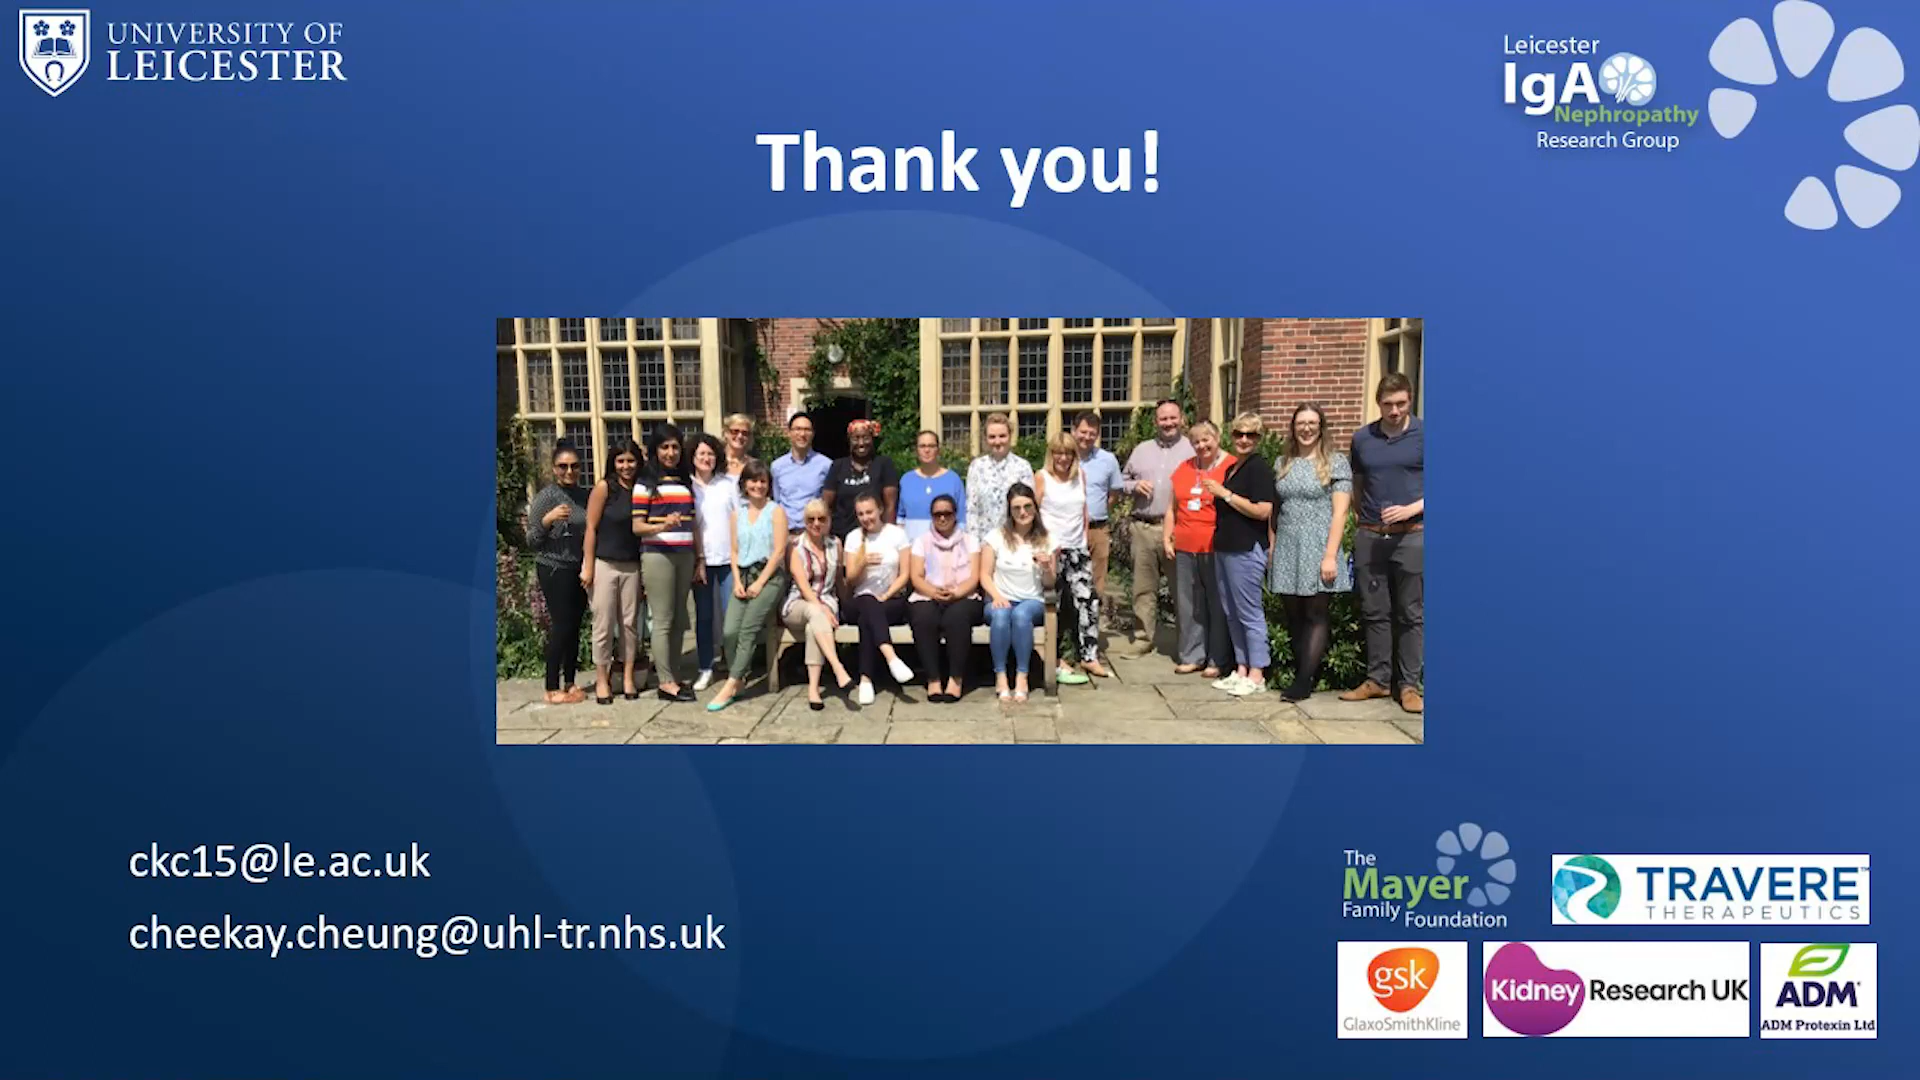 UNIVERSITY OF
LEICESTER
Leicester
IgA
Nephropathy
Research Group
Thank you!
ckc15@le.ac.uk
cheekay.cheung@uhl-tr.nhs.uk
The
Mayer
Family Foundation
TRAVERE™
THERAPEUTICS
gsk
GlaxoSmithKline
Kidney Research UK
ADM
ADM Protexin Ltd